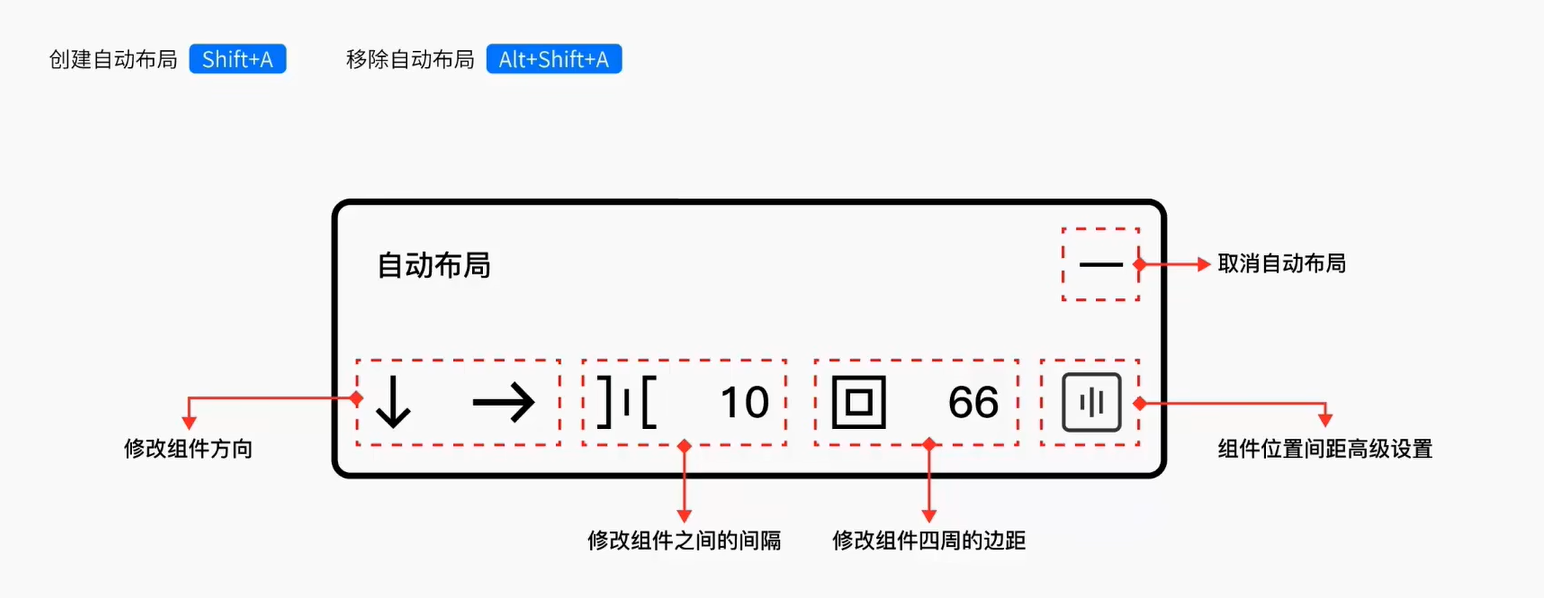 创建自动布局 Shift+A 移除自动布局 Alt+Shift+A
自动布局
取消自动布局
10 66
修改组件方向
组件位置间距高级设置
修改组件之间的间隔 修改组件四周的边距